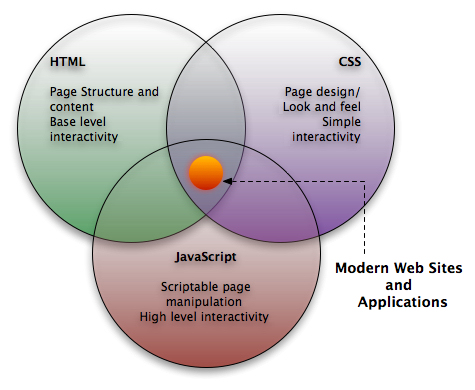 HTML
Page Structure and
content
Base level
interactivity
CSS
Page design/
Look and feel
Simple
interactivity
JavaScript
Scriptable page
manipulation
High level interactivity
Modern Web Sites
and
Applications